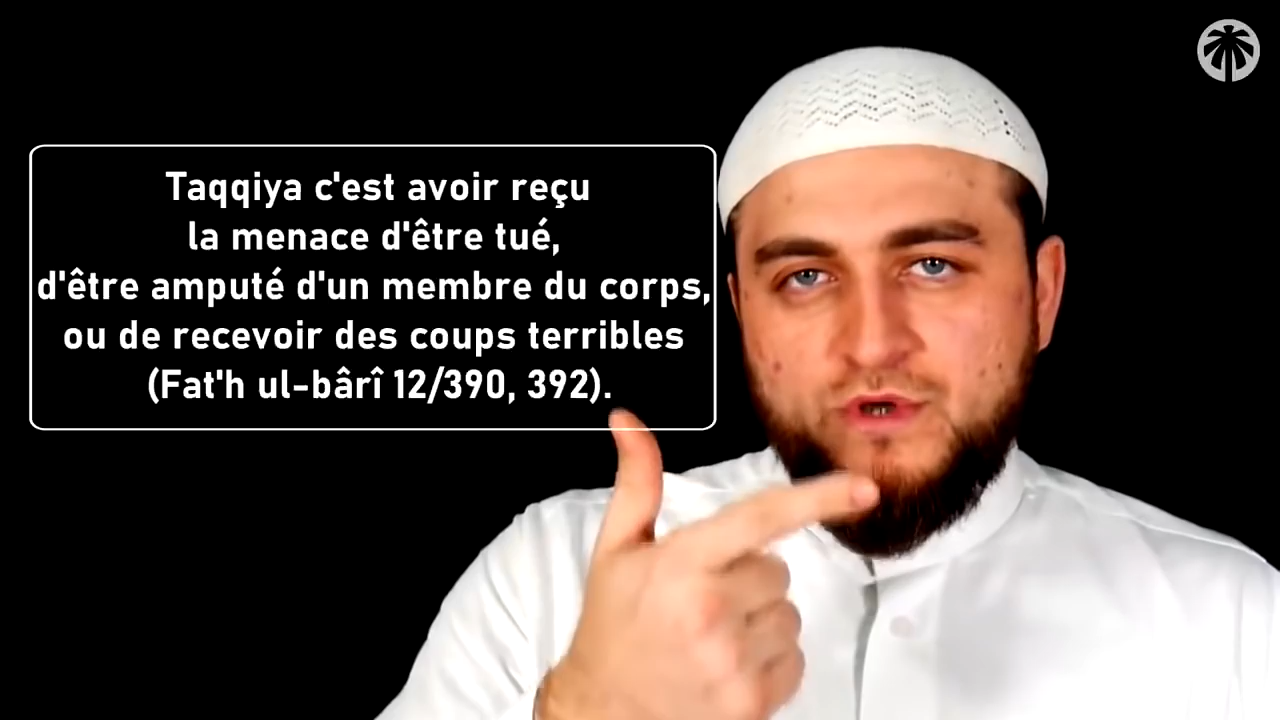 Taqqiya c'est avoir reçu
la menace d'être tué,
d'être amputé d'un membre du corps,
ou de recevoir des coups terribles
(Fat'h ul-bârî 12/390, 392).